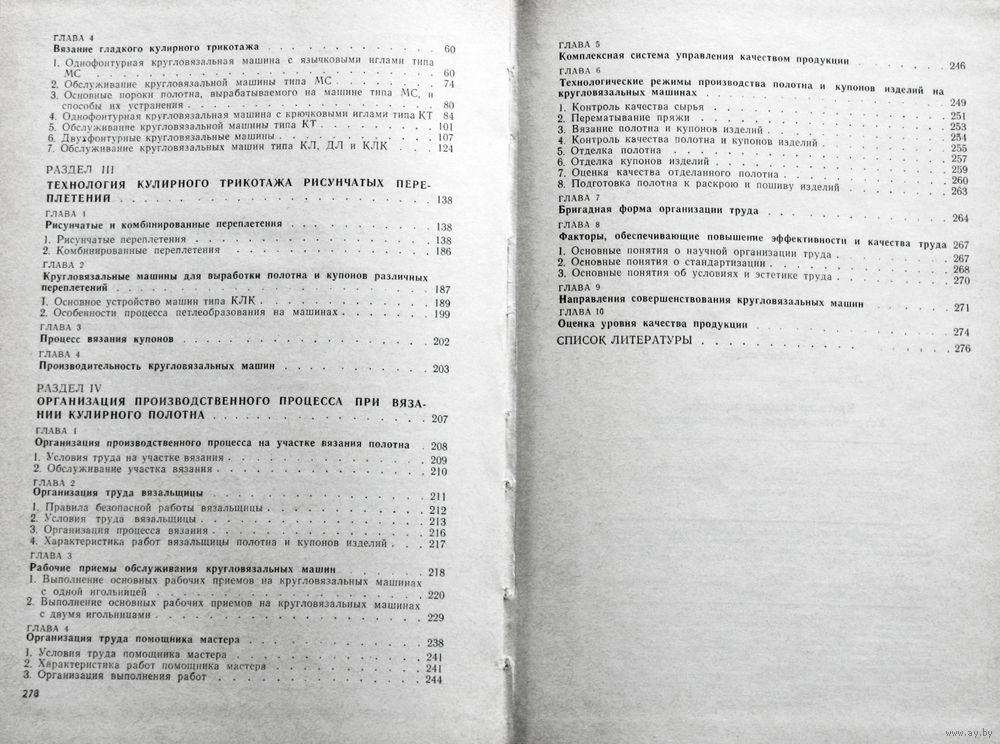 ГЛАВА 4
Вязание гладкого кулирного трикотажа . . . . . . . . . . 60
1. Однофонтурная кругловязальная машина с язычковыми иглами типа
МС . . . . . . . . . . 60
2. Обслуживание кругловязальной машины типа МС . . . . . . 74
3. Основные пороки полотна, вырабатываемого на машине типа МС, и
способы их устранения . . . . . . . . . . 80
4. Однофонтурная кругловязальная машина с крючковыми иглами типа КТ 84
5. Обслуживание кругловязальной машины типа КТ . . . . . . 101
6. Двухфонтурные кругловязальные машины . . . . . . . . 107
7. Обслуживание кругловязальных машин типа КЛ, ДЛ и КЛК . . . 124
РАЗДЕЛ III
ТЕХНОЛОГИЯ КУЛИРНОГО ТРИКОТАЖА РИСУНЧАТЫХ ПЕРЕ-
ПЛЕТЕНИЙ . . . . . . . . . . 138
ГЛАВА 1
Рисунчатые и комбинированные переплетения . . . . . . . . 138
1. Рисунчатые переплетения . . . . . . . . . . 138
2. Комбинированные переплетения . . . . . . . . . . 186
ГЛАВА 2
Кругловязальные машины для выработки полотна и купонов различных
переплетений . . . . . . . . . . 187
1. Основное устройство машин типа КЛК . . . . . . . . 189
2. Особенности процесса петлеобразования на машинах . . . . . . 199
ГЛАВА 3
Процесс вязания купонов . . . . . . . . . . 202
ГЛАВА 4
Производительность кругловязальных машин . . . . . . . . 203
РАЗДЕЛ IV
ОРГАНИЗАЦИЯ ПРОИЗВОДСТВЕННОГО ПРОЦЕССА ПРИ ВЯЗА-
НИИ КУЛИРНОГО ПОЛОТНА . . . . . . . . . . 207
ГЛАВА 1
Организация производственного процесса на участке вязания полотна . 208
1. Условия труда на участке вязания . . . . . . . . . . 209
2. Обслуживание участка вязания . . . . . . . . . . 210
ГЛАВА 2
Организация труда вязальщицы . . . . . . . . . . 211
1. Правила безопасной работы вязальщицы . . . . . . . . 212
2. Условия труда вязальщицы . . . . . . . . . . 213
3. Организация процесса вязания . . . . . . . . . . 216
4. Характеристика работ вязальщицы полотна и купонов изделий . . . 217
ГЛАВА 3
Рабочие приемы обслуживания кругловязальных машин . . . . . 218
1. Выполнение основных рабочих приемов на кругловязальных машинах
с одной игольницей . . . . . . . . . . 220
2. Выполнение основных рабочих приемов на кругловязальных машинах
с двумя игольницами . . . . . . . . . . 229
ГЛАВА 4
Организация труда помощника мастера . . . . . . . . . . 238
1. Условия труда помощника мастера . . . . . . . . . . 241
2. Характеристика работ помощника мастера . . . . . . . . 241
3. Организация выполнения работ . . . . . . . . . . 244
278
ГЛАВА 5
Комплексная система управления качеством продукции . . . . . . 246
ГЛАВА 6
Технологические режимы производства полотна и купонов изделий на
кругловязальных машинах . . . . . . . . . . 249
1. Контроль качества сырья . . . . . . . . . . 251
2. Перематывание пряжи . . . . . . . . . . 253
3. Вязание полотна и купонов изделий . . . . . . . . . . 254
4. Контроль качества полотна и купонов изделий . . . . . . . 255
5. Отделка полотна . . . . . . . . . . 257
6. Отделка купонов изделий . . . . . . . . . . 259
7. Оценка качества отделанного полотна . . . . . . . . . 260
8. Подготовка полотна к раскрою и пошиву изделий . . . . . . 263
ГЛАВА 7
Бригадная форма организации труда . . . . . . . . . . 264
ГЛАВА 8
Факторы, обеспечивающие повышение эффективности и качества труда 267
1. Основные понятия о научной организации труда . . . . . . 267
2. Основные понятия о стандартизации . . . . . . . . . . 268
3. Основные понятия об условиях и эстетике труда . . . . . . 270
ГЛАВА 9
Направления совершенствования кругловязальных машин . . . . . 271
ГЛАВА 10
Оценка уровня качества продукции . . . . . . . . . . 274
СПИСОК ЛИТЕРАТУРЫ . . . . . . . . . . 276
www.ay.by